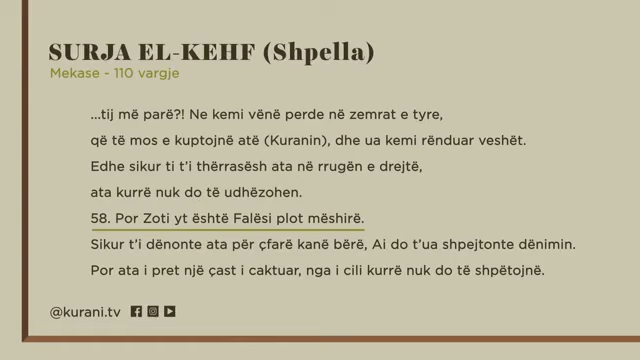 SURJA EL-KEHF (Shpella)
Mekase - 110 vargje
...tij më parë?! Ne kemi vënë perde në zemrat e tyre,
që të mos e kuptojnë atë (Kuranin), dhe ua kemi rënduar veshët.
Edhe sikur ti t’i thërrasësh ata në rrugën e drejtë,
ata kurrë nuk do të udhëzohen.
58. Por Zoti yt është Falësi plot mëshirë.
Sikur t’i dënonte ata për çfarë kanë bërë, Ai do t’ua shpejtonte dënimin.
Por ata i pret një çast i caktuar, nga i cili kurrë nuk do të shpëtojnë.
@kurani.tv